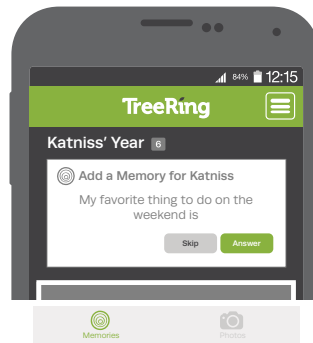 84% 12:15
TreeRing
Katniss' Year 6
Add a Memory for Katniss
My favorite thing to do on the
weekend is
Skip Answer
Memories Photos